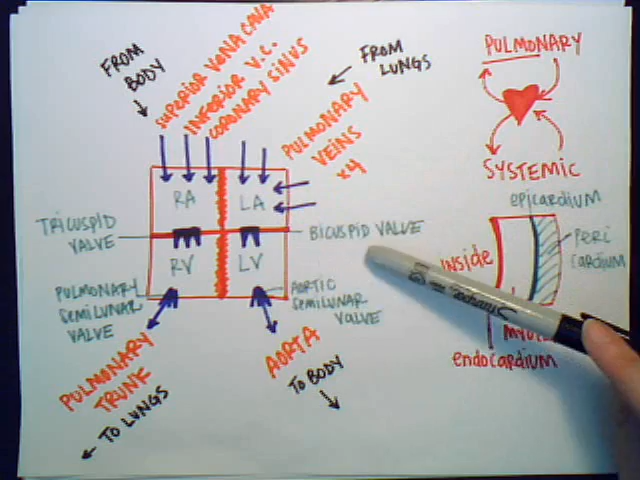 FROM
BODY
SUPERIOR VENA CAVA
INFERIOR V.C.
CORONARY SINUS
FROM
LUNGS
PULMONARY
VEINS
x4
RA
LA
TRICUSPID
VALVE
BICUSPID VALVE
RV
LV
PULMONARY
SEMILUNAR
VALVE
AORTIC
SEMILUNAR
VALVE
PULMONARY
TRUNK
TO LUNGS
AORTA
TO BODY
PULMONARY
SYSTEMIC
epicardium
inside
Peri
cardium
endocardium
Sharpie